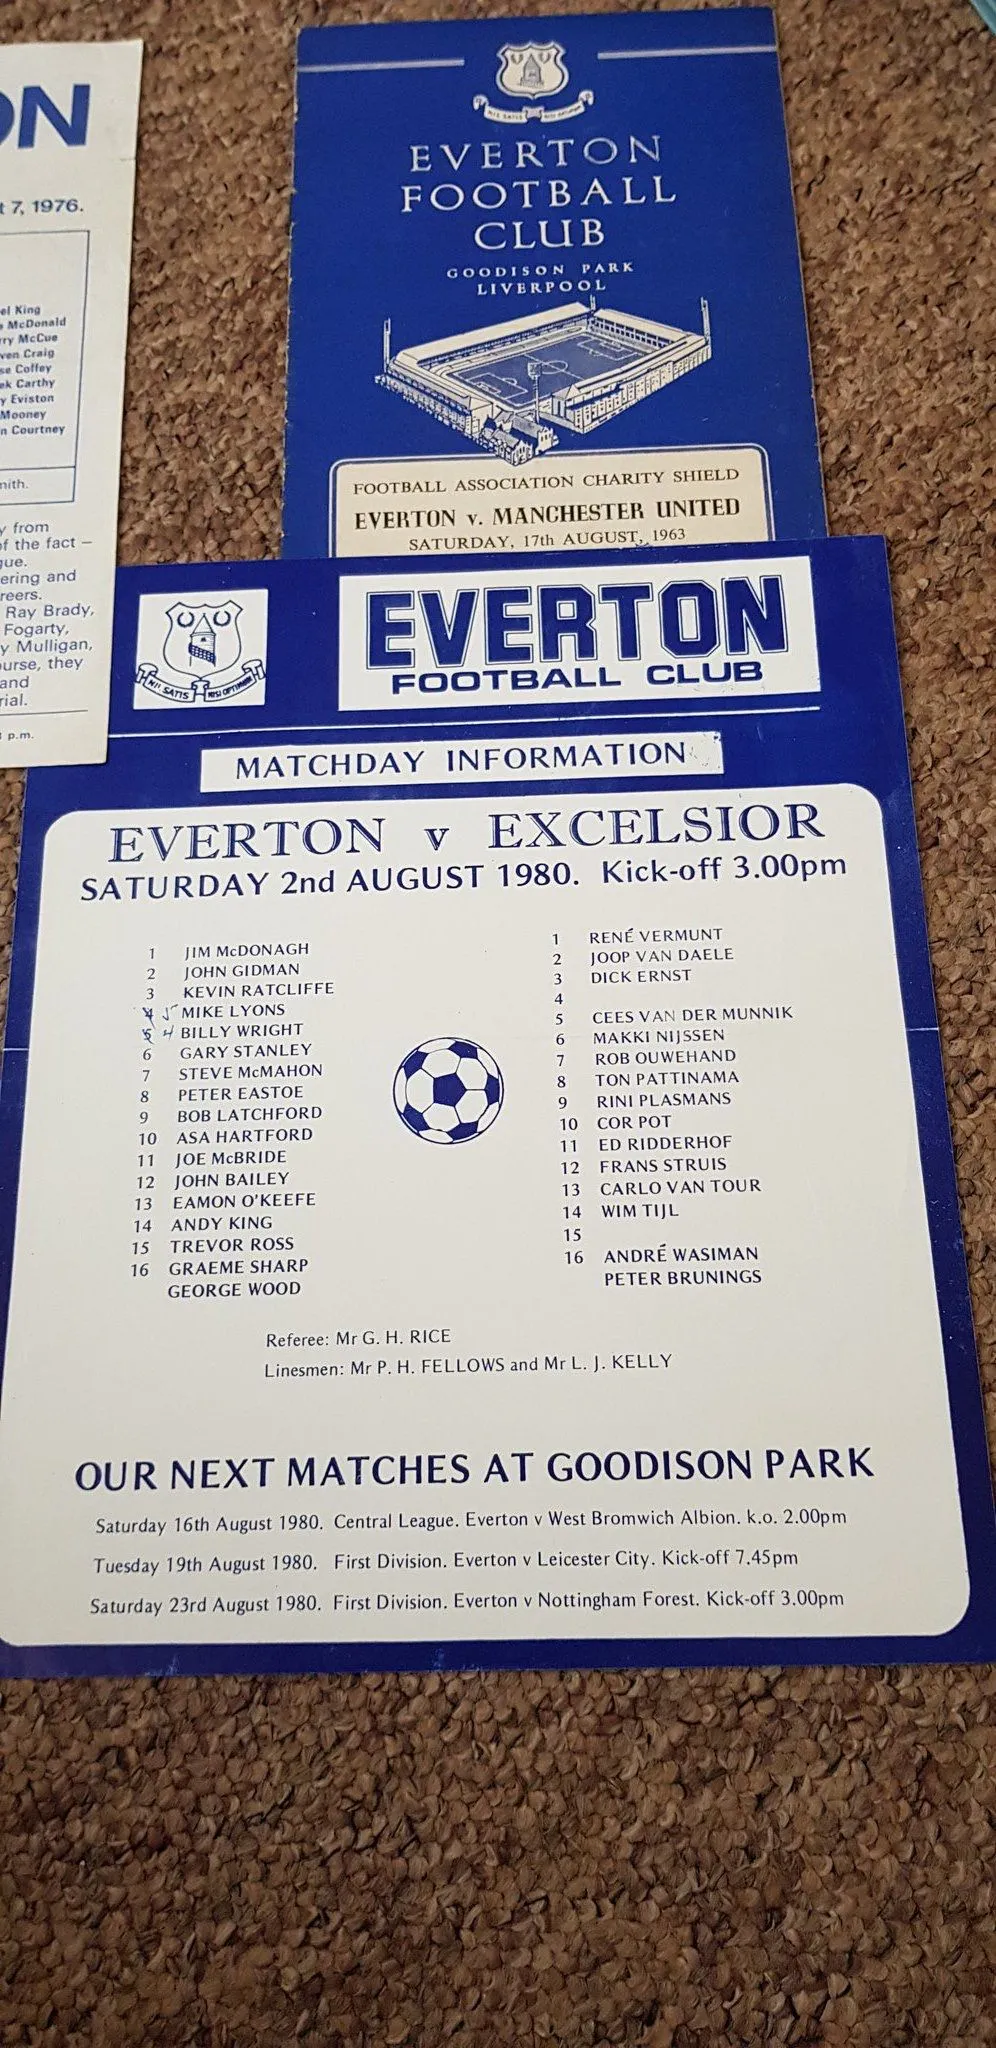 ON
t 7, 1976.
el King
McDonald
rry McCue
ven Craig
se Coffey
ek Carthy
y Eviston
Mooney
n Courtney
mith.
y from
of the fact –
gue.
ering and
reers.
Ray Brady,
Fogarty,
y Mulligan,
ourse, they
and
rial.
p.m.
NIL SATIS NISI OPTIMUM
EVERTON
FOOTBALL
CLUB
GOODISON PARK
LIVERPOOL
FOOTBALL ASSOCIATION CHARITY SHIELD
EVERTON v. MANCHESTER UNITED
SATURDAY, 17th AUGUST, 1963
NIL SATIS NISI OPTIMUM
EVERTON
FOOTBALL CLUB
MATCHDAY INFORMATION
EVERTON v EXCELSIOR
SATURDAY 2nd AUGUST 1980. Kick-off 3.00pm
1 JIM McDONAGH
2 JOHN GIDMAN
3 KEVIN RATCLIFFE
4 5 MIKE LYONS
5 4 BILLY WRIGHT
6 GARY STANLEY
7 STEVE McMAHON
8 PETER EASTOE
9 BOB LATCHFORD
10 ASA HARTFORD
11 JOE McBRIDE
12 JOHN BAILEY
13 EAMON O'KEEFE
14 ANDY KING
15 TREVOR ROSS
16 GRAEME SHARP
GEORGE WOOD
1 RENÉ VERMUNT
2 JOOP VAN DAELE
3 DICK ERNST
4
5 CEES VAN DER MUNNIK
6 MAKKI NIJSSEN
7 ROB OUWEHAND
8 TON PATTINAMA
9 RINI PLASMANS
10 COR POT
11 ED RIDDERHOF
12 FRANS STRUIS
13 CARLO VAN TOUR
14 WIM TIJL
15
16 ANDRÉ WASIMAN
PETER BRUNINGS
Referee: Mr G. H. RICE
Linesmen: Mr P. H. FELLOWS and Mr L. J. KELLY
OUR NEXT MATCHES AT GOODISON PARK
Saturday 16th August 1980. Central League. Everton v West Bromwich Albion. k.o. 2.00pm
Tuesday 19th August 1980. First Division. Everton v Leicester City. Kick-off 7.45pm
Saturday 23rd August 1980. First Division. Everton v Nottingham Forest. Kick-off 3.00pm